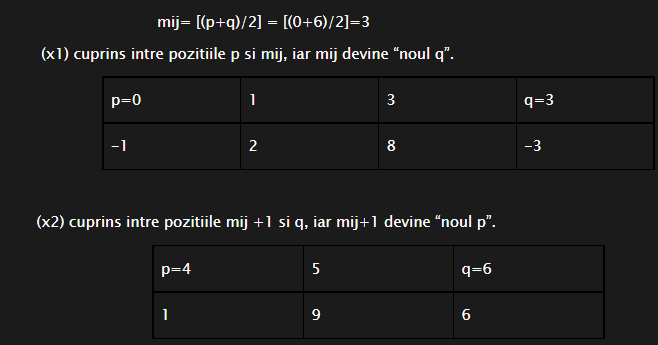 mij= [(p+q)/2] = [(0+6)/2]=3
(x1) cuprins intre pozitiile p si mij, iar mij devine “noul q”.
p=0 1 3 q=3
-1 2 8 -3
(x2) cuprins intre pozitiile mij +1 si q, iar mij+1 devine “noul p”.
p=4 5 q=6
1 9 6